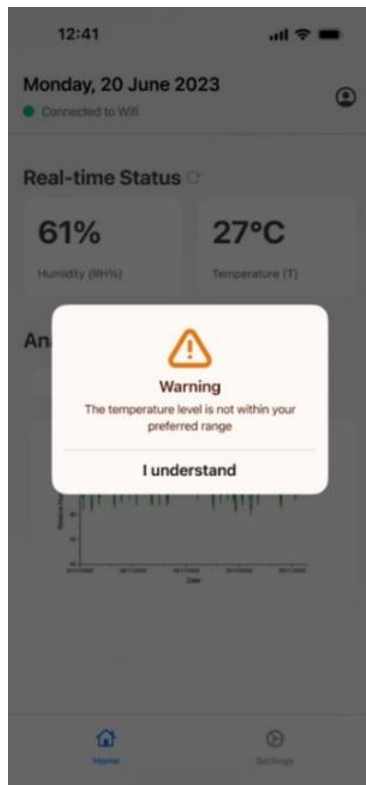 12:41
Monday, 20 June 2023
Connected to Wifi
Real-time Status
61%
27°C
Humidity (RH%)
Temperature (T)
An
Warning
The temperature level is not within your
preferred range
I understand
Date
Home
Settings